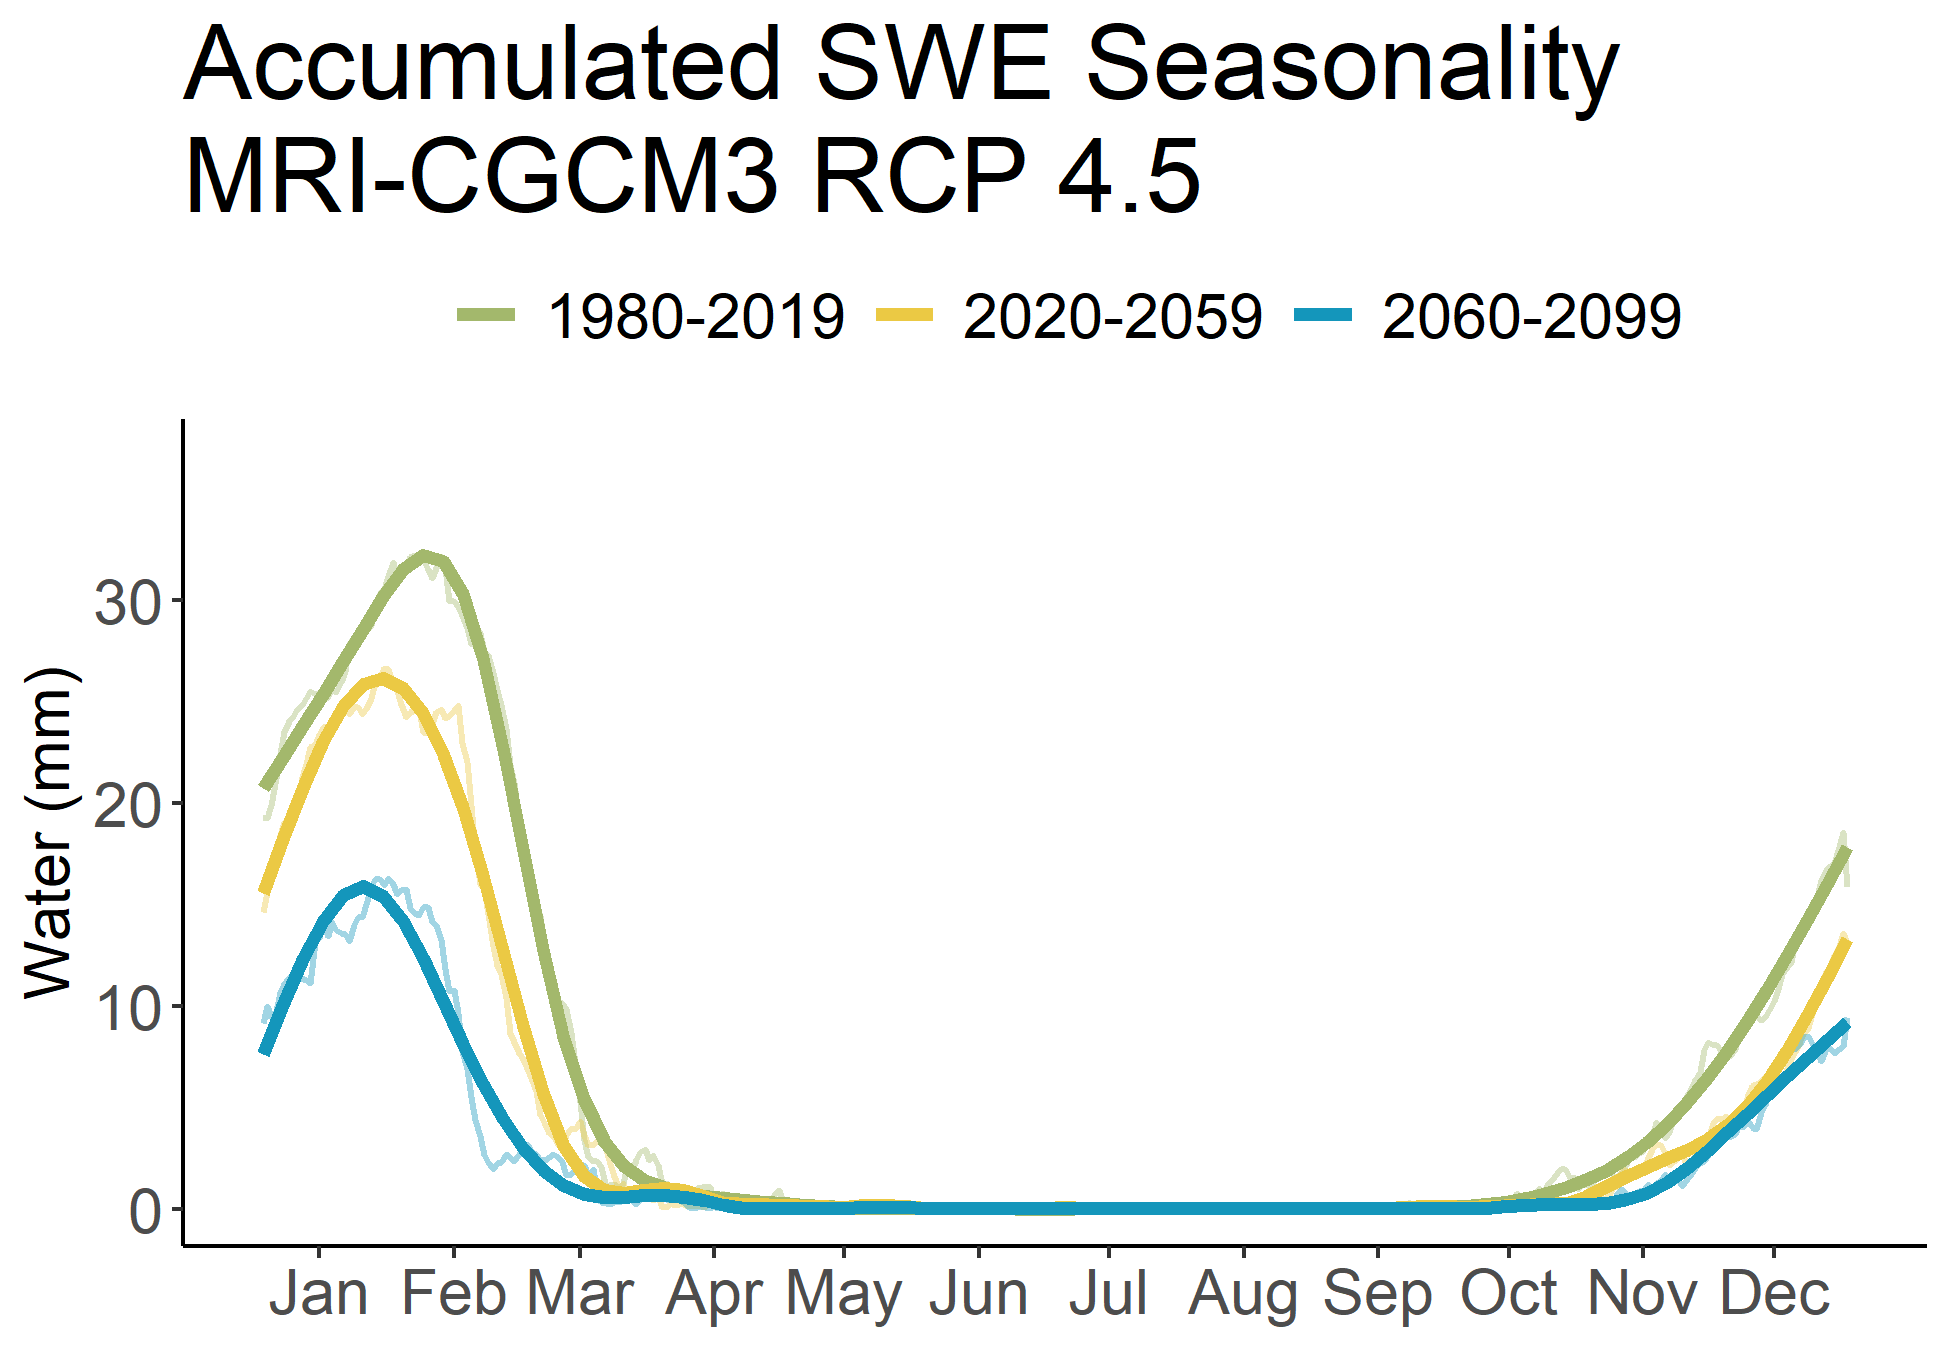 Accumulated SWE Seasonality
MRI-CGCM3 RCP 4.5
1980-2019 2020-2059 2060-2099
Water (mm)
30
20
10
0
Jan Feb Mar Apr May Jun Jul Aug Sep Oct Nov Dec